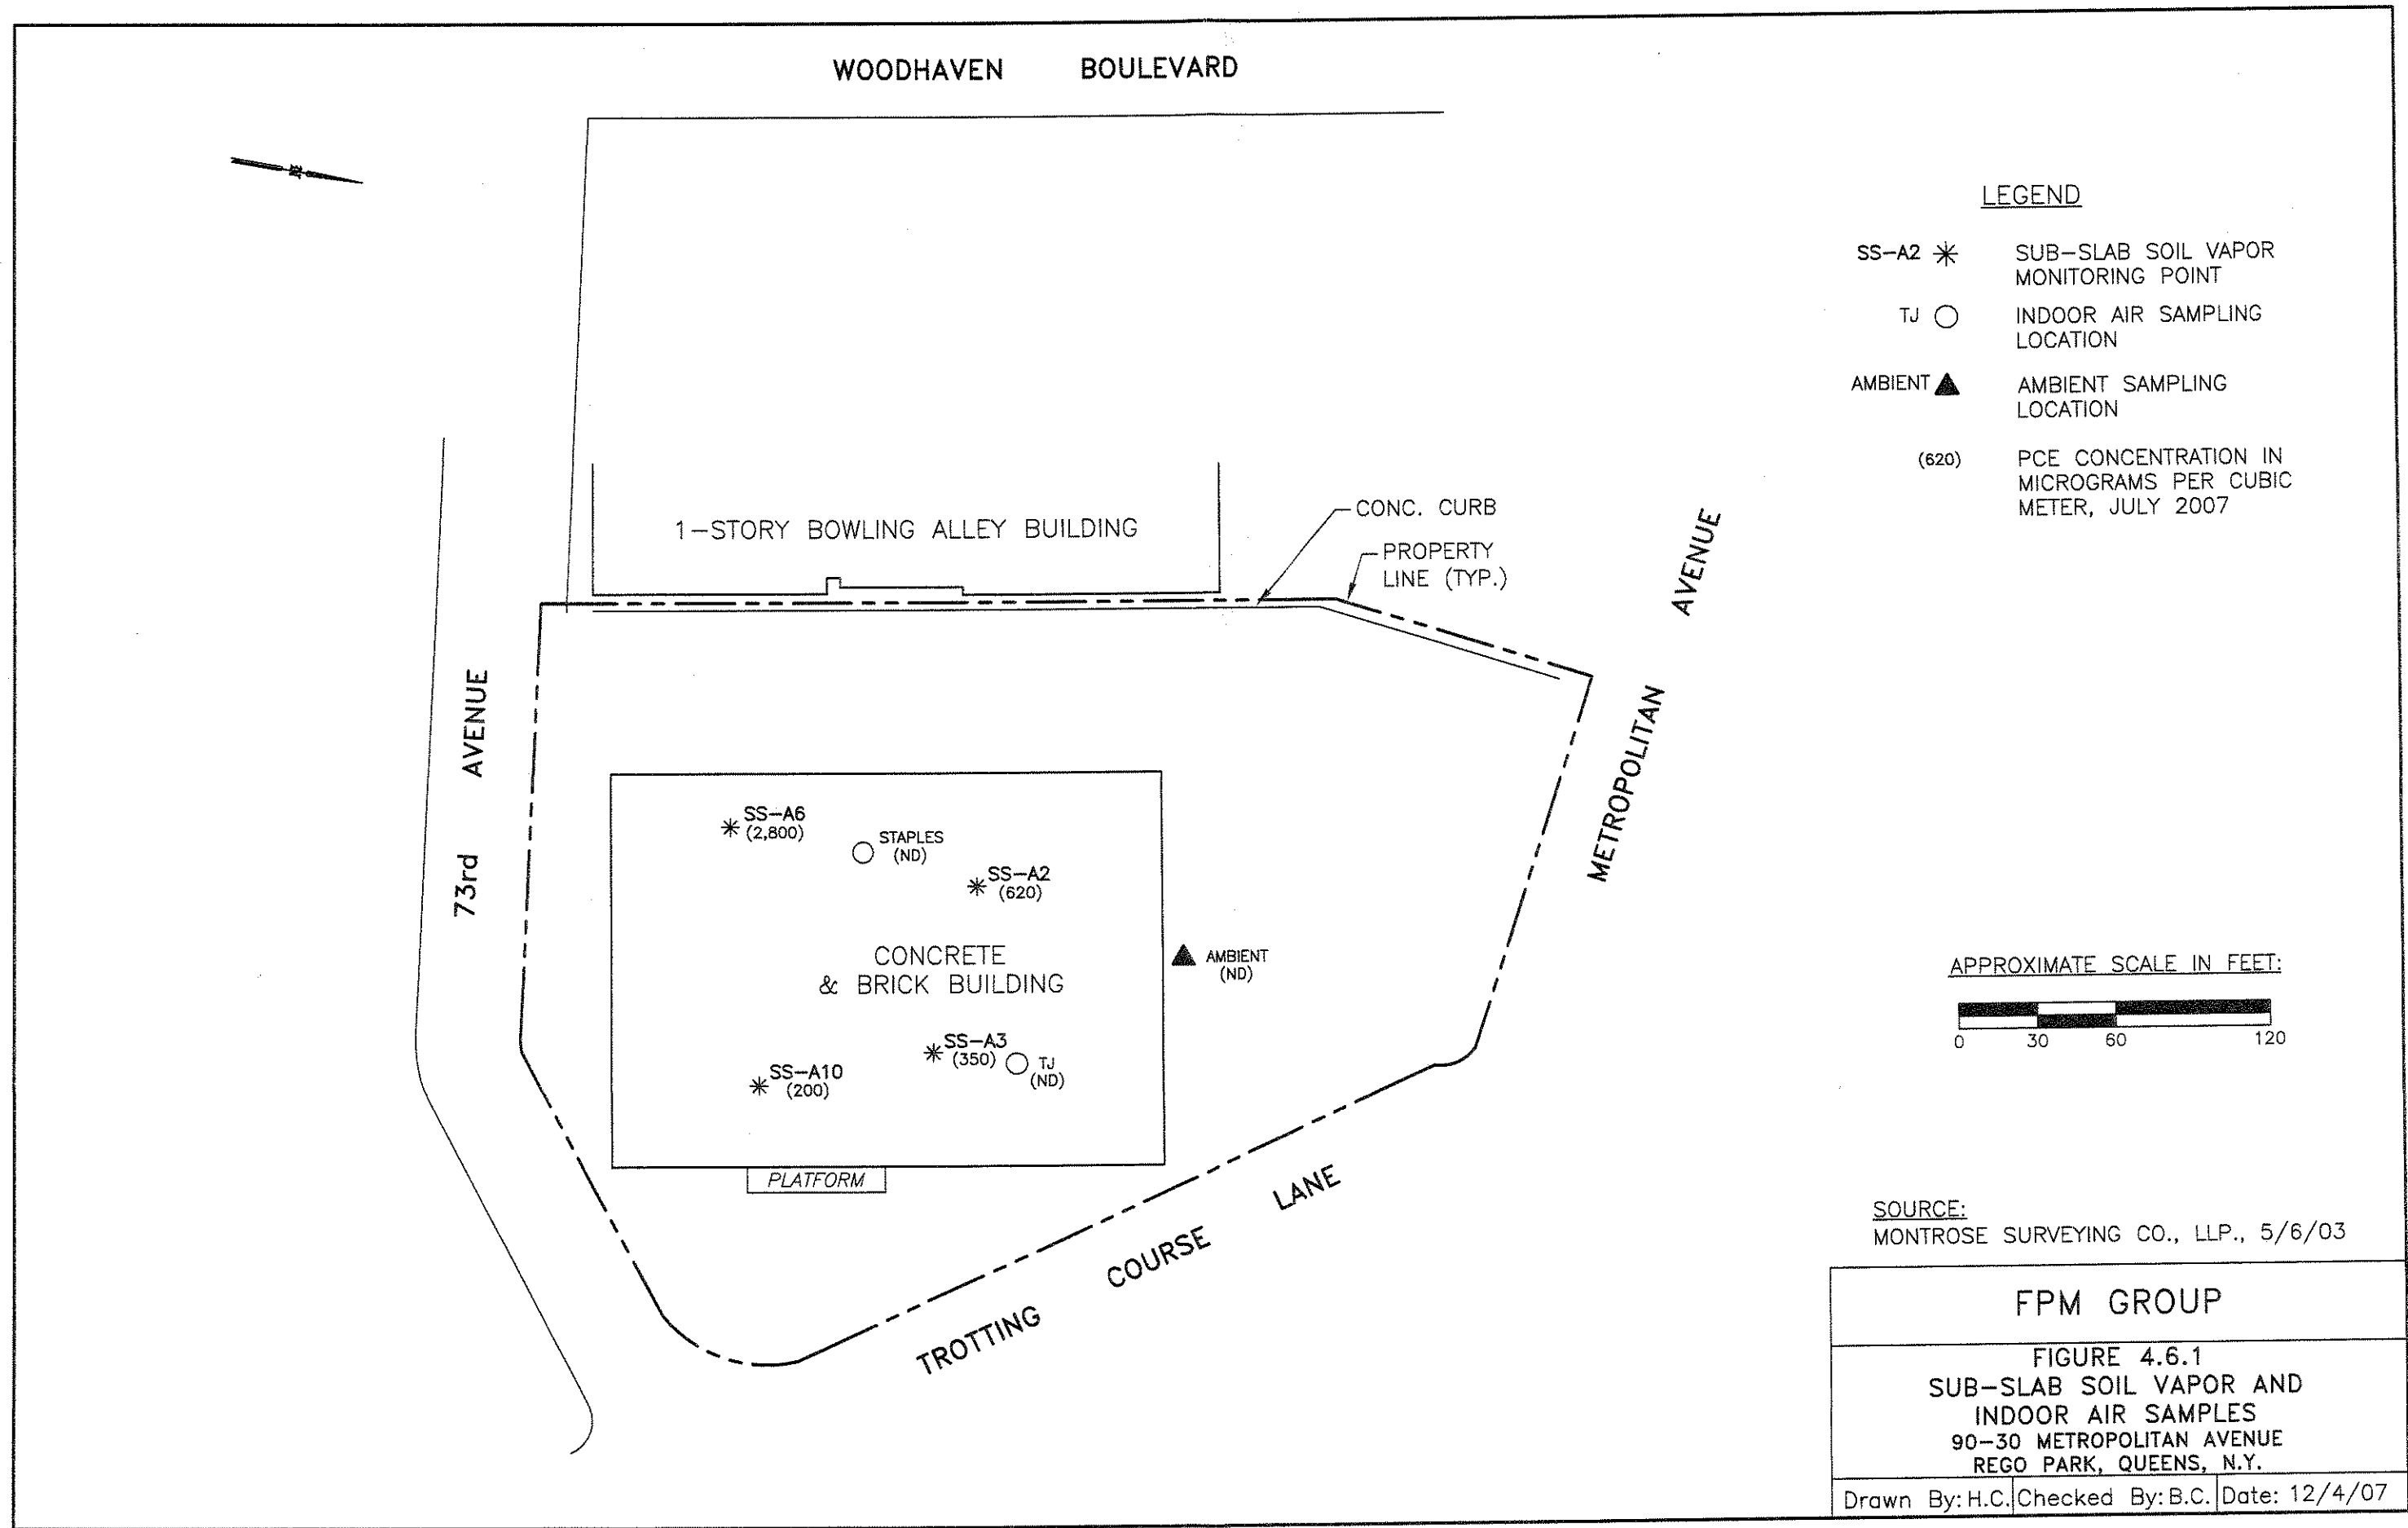 WOODHAVEN BOULEVARD
N
LEGEND
SS-A2
SUB-SLAB SOIL VAPOR
MONITORING POINT
TJ
INDOOR AIR SAMPLING
LOCATION
AMBIENT
AMBIENT SAMPLING
LOCATION
(620)
PCE CONCENTRATION IN
MICROGRAMS PER CUBIC
METER, JULY 2007
1-STORY BOWLING ALLEY BUILDING
CONC. CURB
PROPERTY
LINE (TYP.)
METROPOLITAN AVENUE
73rd AVENUE
SS-A6
(2,800)
STAPLES
(ND)
SS-A2
(620)
CONCRETE
& BRICK BUILDING
AMBIENT
(ND)
SS-A3
(350)
TJ
(ND)
SS-A10
(200)
PLATFORM
TROTTING COURSE LANE
APPROXIMATE SCALE IN FEET:
0 30 60 120
SOURCE:
MONTROSE SURVEYING CO., LLP., 5/6/03
FPM GROUP
FIGURE 4.6.1
SUB-SLAB SOIL VAPOR AND
INDOOR AIR SAMPLES
90-30 METROPOLITAN AVENUE
REGO PARK, QUEENS, N.Y.
Drawn By: H.C. Checked By: B.C. Date: 12/4/07